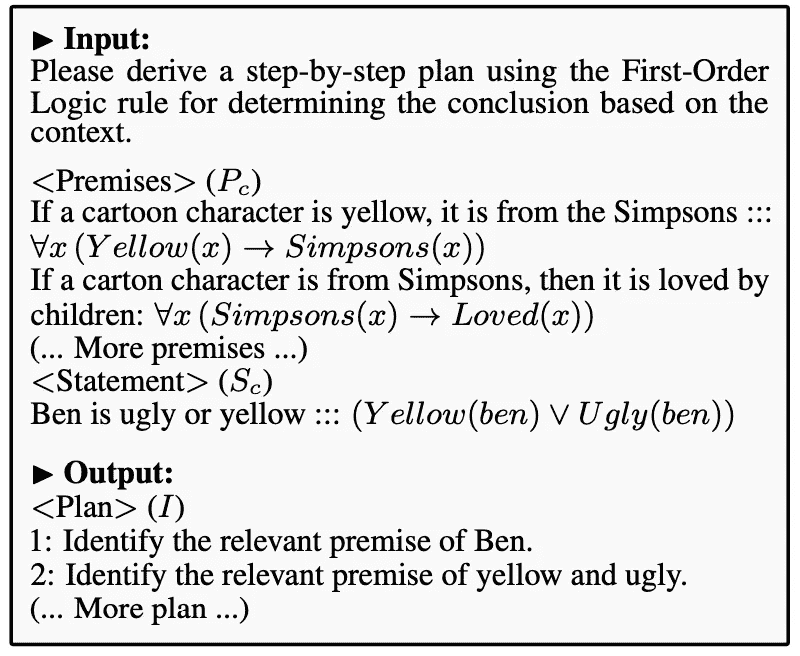 ▶ Input:
Please derive a step-by-step plan using the First-Order
Logic rule for determining the conclusion based on the
context.
<Premises> (P_c)
If a cartoon character is yellow, it is from the Simpsons :::
∀x (Yellow(x) → Simpsons(x))
If a carton character is from Simpsons, then it is loved by
children: ∀x (Simpsons(x) → Loved(x))
(... More premises ...)
<Statement> (S_c)
Ben is ugly or yellow ::: (Yellow(ben) ∨ Ugly(ben))
▶ Output:
<Plan> (I)
1: Identify the relevant premise of Ben.
2: Identify the relevant premise of yellow and ugly.
(... More plan ...)